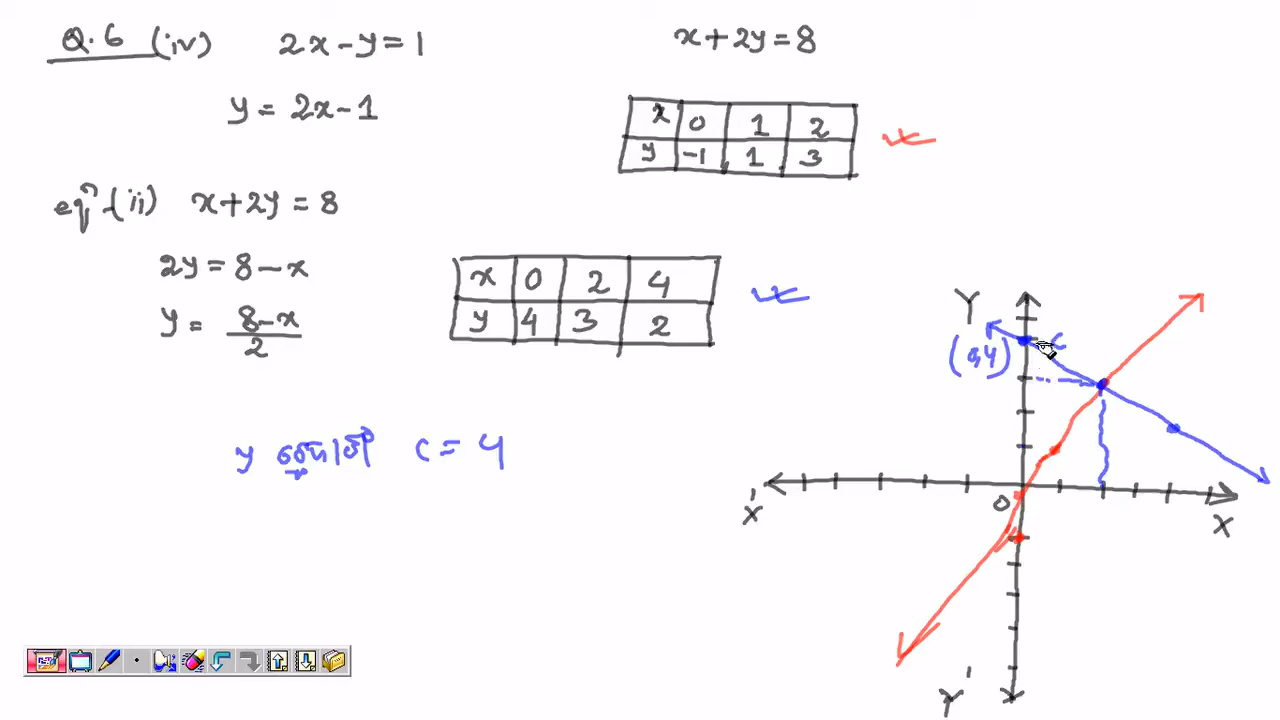 Q.6 (iv) 2x-y=1 x+2y=8
y = 2x-1
x 0 1 2
y -1 1 3
eqⁿ-(ii) x+2y=8
2y=8-x
y = 8-x/2
x 0 2 4
y 4 3 2
y c = 4
Y
C
(0,4)
X'
O
X
Y'